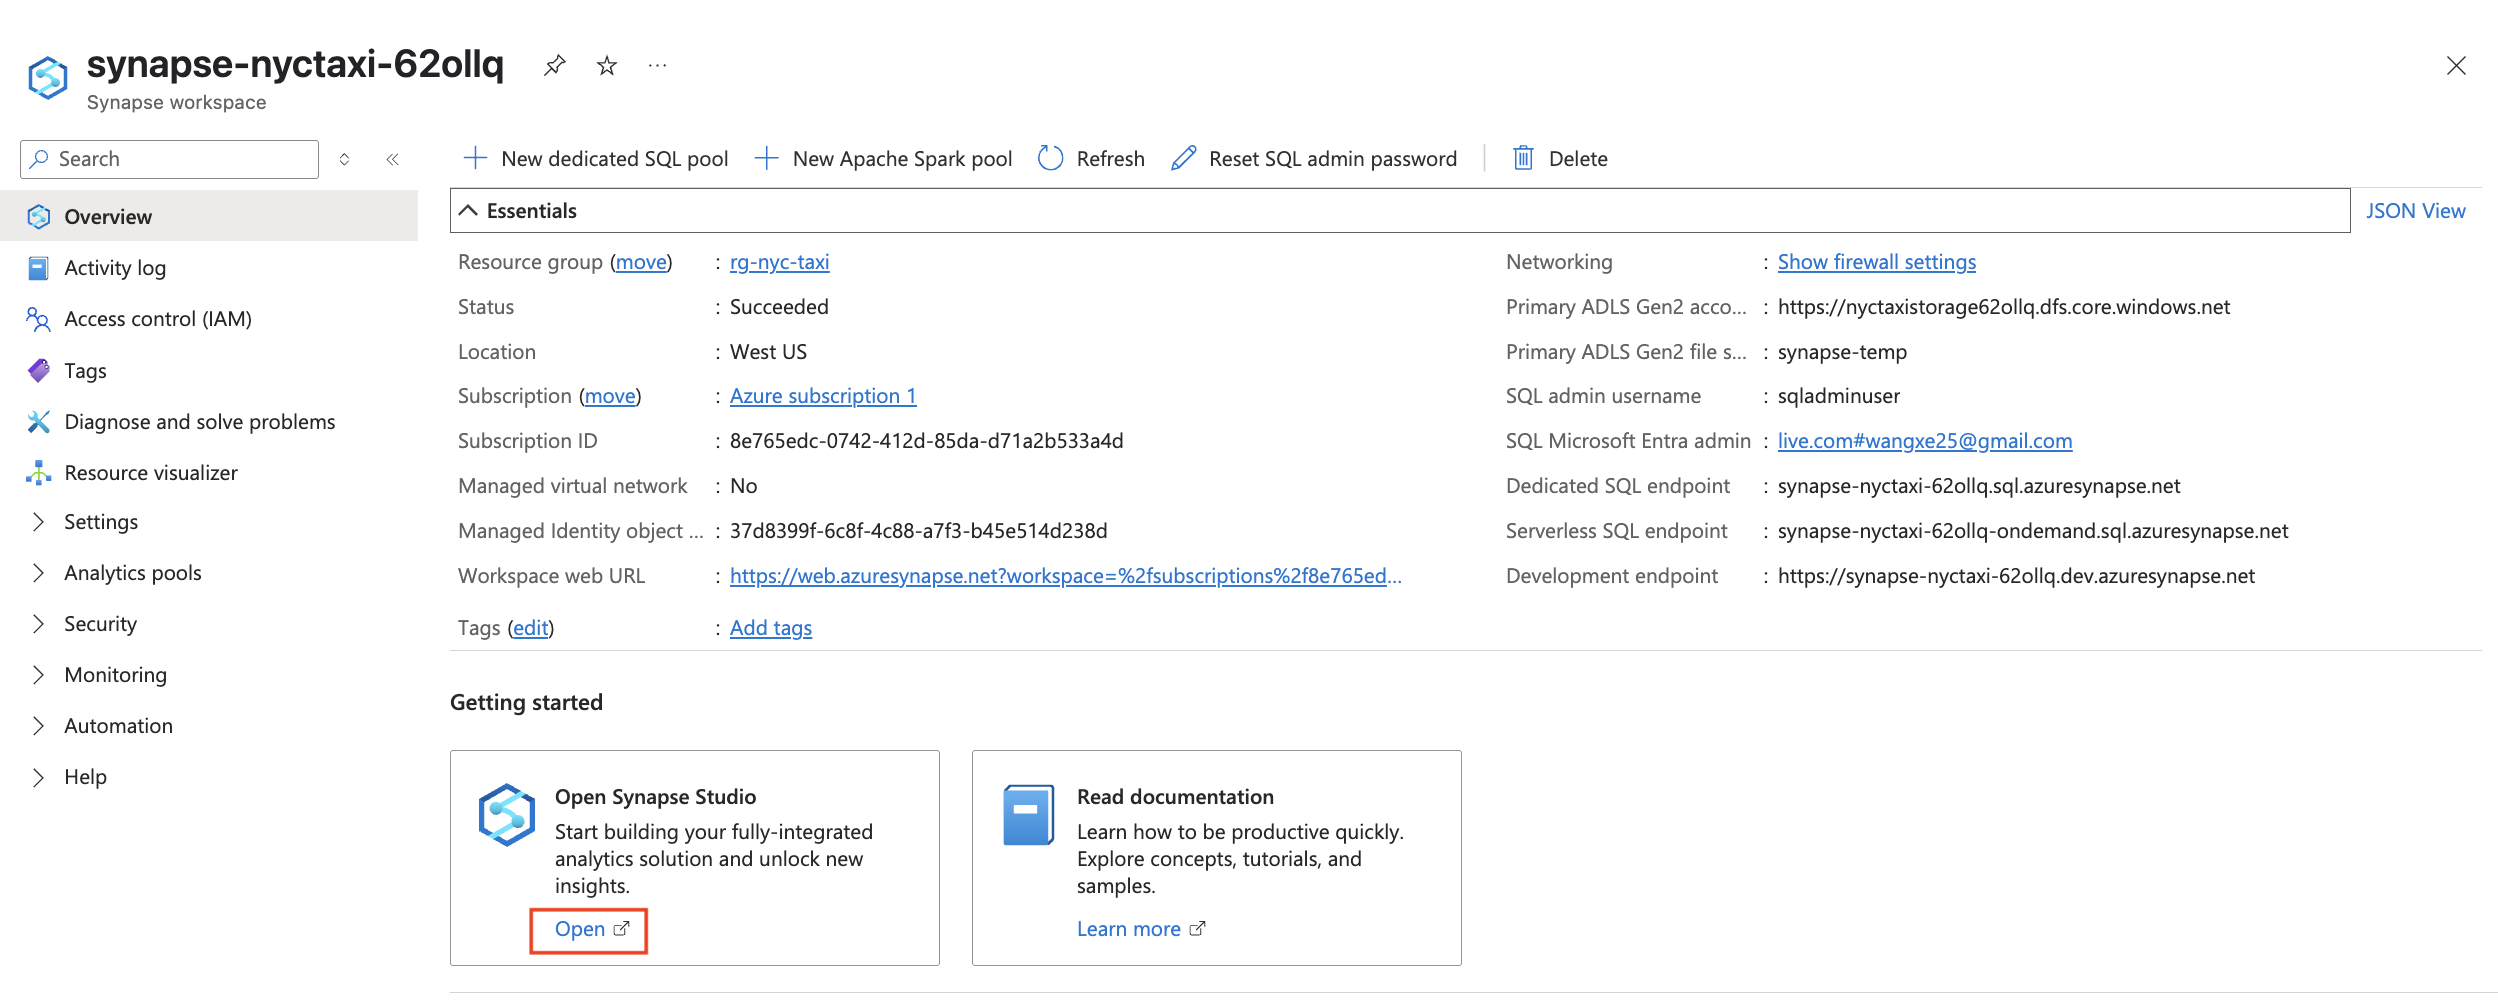 synapse-nyctaxi-62ollq
Synapse workspace
Search
New dedicated SQL pool
New Apache Spark pool
Refresh
Reset SQL admin password
Delete
Overview
Activity log
Access control (IAM)
Tags
Diagnose and solve problems
Resource visualizer
Settings
Analytics pools
Security
Monitoring
Automation
Help
Essentials
JSON View
Resource group (move) : rg-nyc-taxi
Status : Succeeded
Location : West US
Subscription (move) : Azure subscription 1
Subscription ID : 8e765edc-0742-412d-85da-d71a2b533a4d
Managed virtual network : No
Managed Identity object ... : 37d8399f-6c8f-4c88-a7f3-b45e514d238d
Workspace web URL : https://web.azuresynapse.net?workspace=%2fsubscriptions%2f8e765ed...
Tags (edit) : Add tags
Networking : Show firewall settings
Primary ADLS Gen2 acco... : https://nyctaxistorage62ollq.dfs.core.windows.net
Primary ADLS Gen2 file s... : synapse-temp
SQL admin username : sqladminuser
SQL Microsoft Entra admin : live.com#wangxe25@gmail.com
Dedicated SQL endpoint : synapse-nyctaxi-62ollq.sql.azuresynapse.net
Serverless SQL endpoint : synapse-nyctaxi-62ollq-ondemand.sql.azuresynapse.net
Development endpoint : https://synapse-nyctaxi-62ollq.dev.azuresynapse.net
Getting started
Open Synapse Studio
Start building your fully-integrated
analytics solution and unlock new
insights.
Open
Read documentation
Learn how to be productive quickly.
Explore concepts, tutorials, and
samples.
Learn more